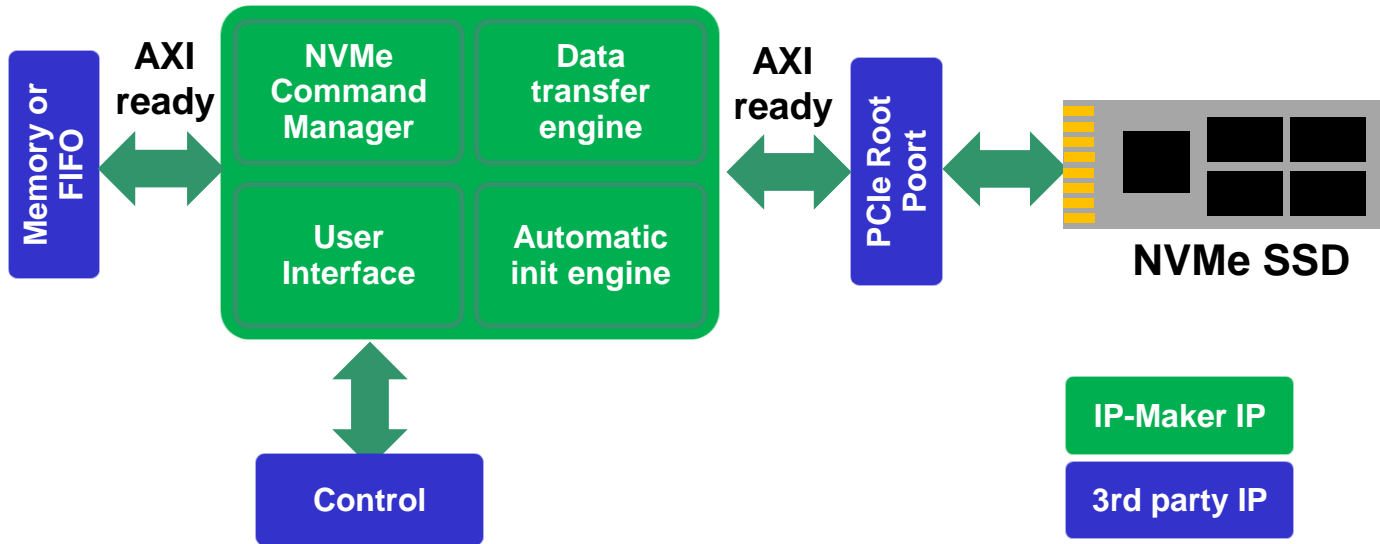 Memory or
FIFO
AXI
ready
NVMe
Command
Manager
Data
transfer
engine
User
Interface
Automatic
init engine
AXI
ready
PCIe Root
Poort
NVMe SSD
Control
IP-Maker IP
3rd party IP